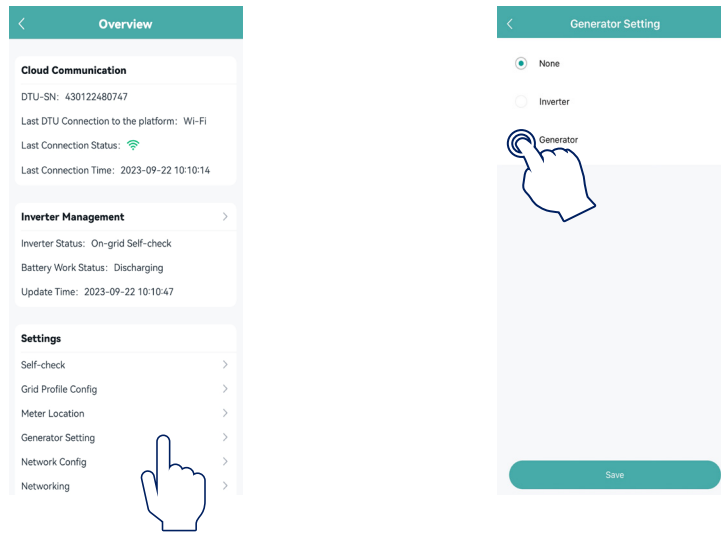 Overview
Cloud Communication
DTU-SN: 430122480747
Last DTU Connection to the platform: Wi-Fi
Last Connection Status:
Last Connection Time: 2023-09-22 10:10:14
Inverter Management
Inverter Status: On-grid Self-check
Battery Work Status: Discharging
Update Time: 2023-09-22 10:10:47
Settings
Self-check
Grid Profile Config
Meter Location
Generator Setting
Network Config
Networking
Generator Setting
None
Inverter
Generator
Save